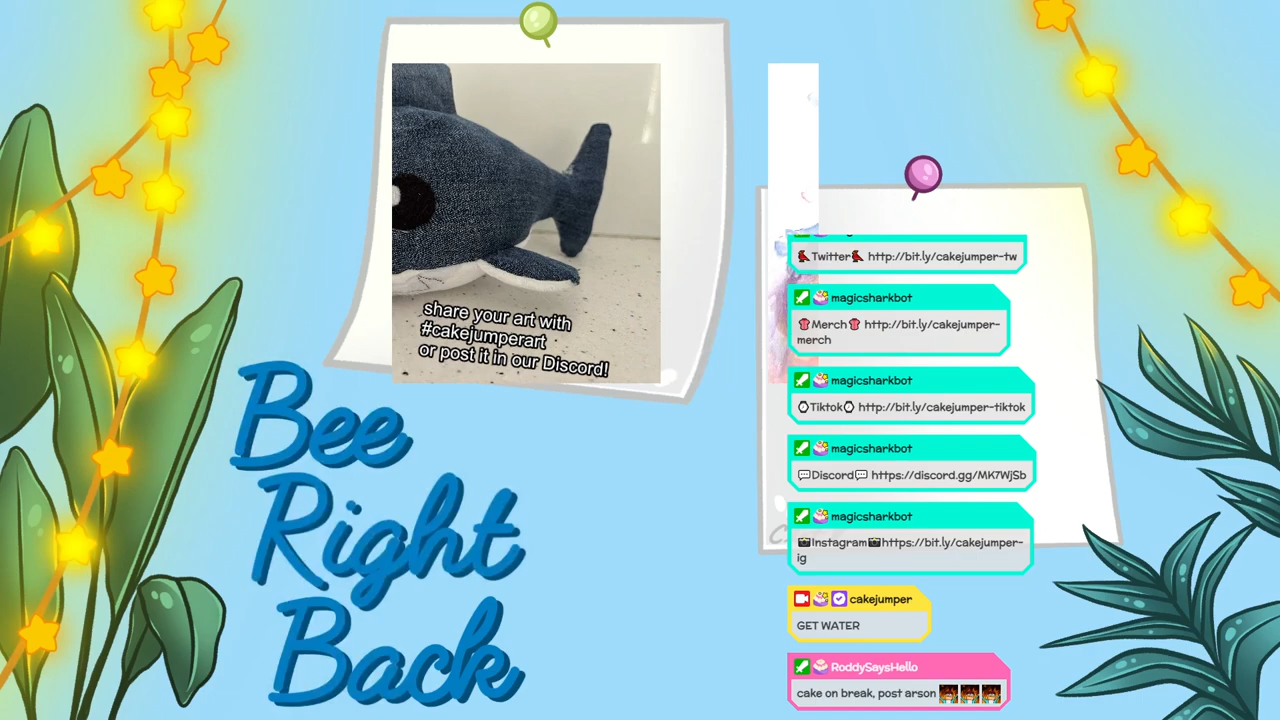 share your art with
#cakejumperart
or post it in our Discord!
Bee
Right
Back
Twitter http://bit.ly/cakejumper-tw
magicsharkbot
Merch http://bit.ly/cakejumper-
merch
magicsharkbot
Tiktok http://bit.ly/cakejumper-tiktok
magicsharkbot
Discord https://discord.gg/MK7WjSb
magicsharkbot
Instagram https://bit.ly/cakejumper-
ig
cakejumper
GET WATER
RoddySaysHello
cake on break, post arson